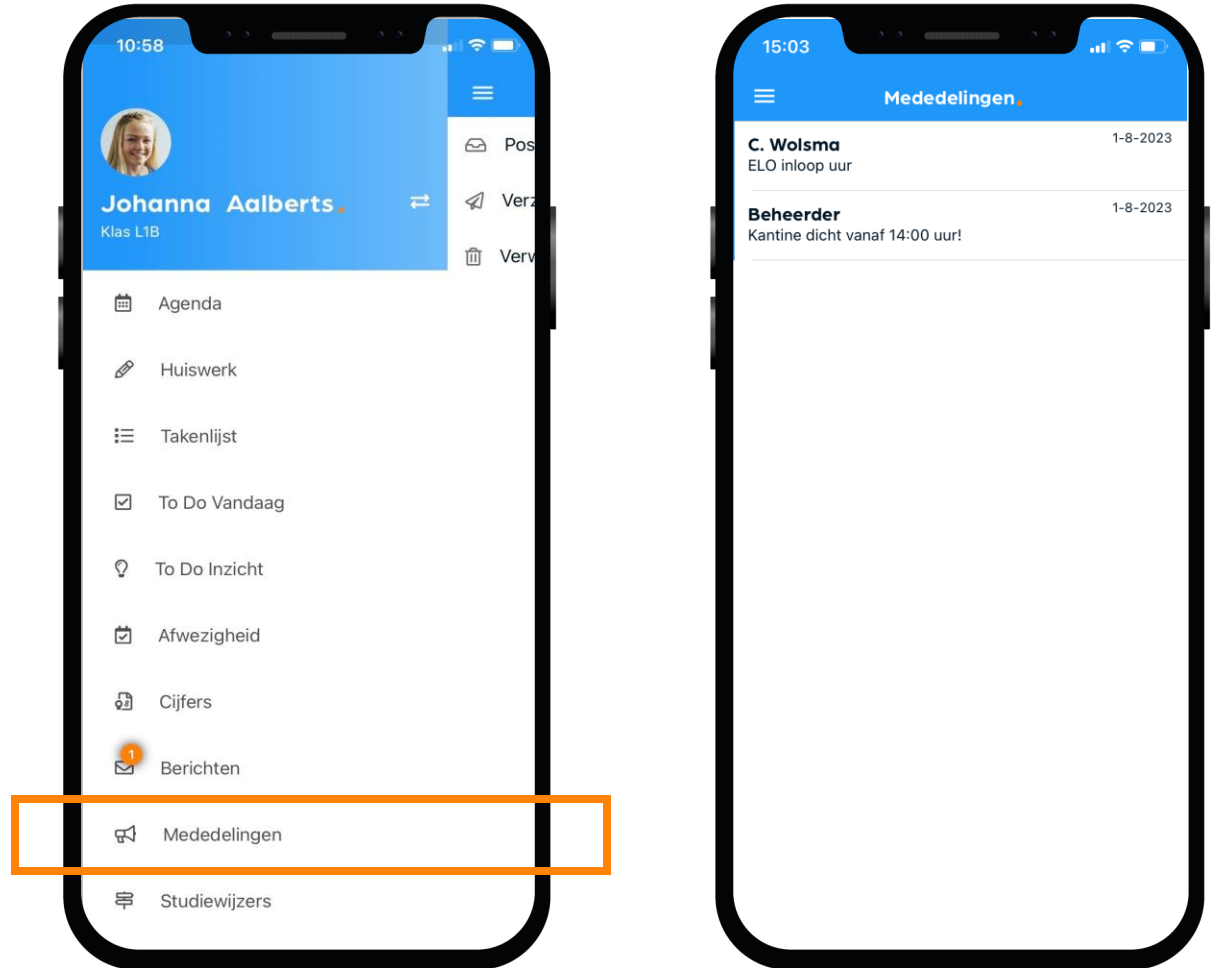 10:58
Johanna Aalberts.
Klas L1B
Pos
Verz
Verw
Agenda
Huiswerk
Takenlijst
To Do Vandaag
To Do Inzicht
Afwezigheid
Cijfers
1
Berichten
Mededelingen
Studiewijzers
15:03
Mededelingen.
C. Wolsma
1-8-2023
ELO inloop uur
Beheerder
1-8-2023
Kantine dicht vanaf 14:00 uur!